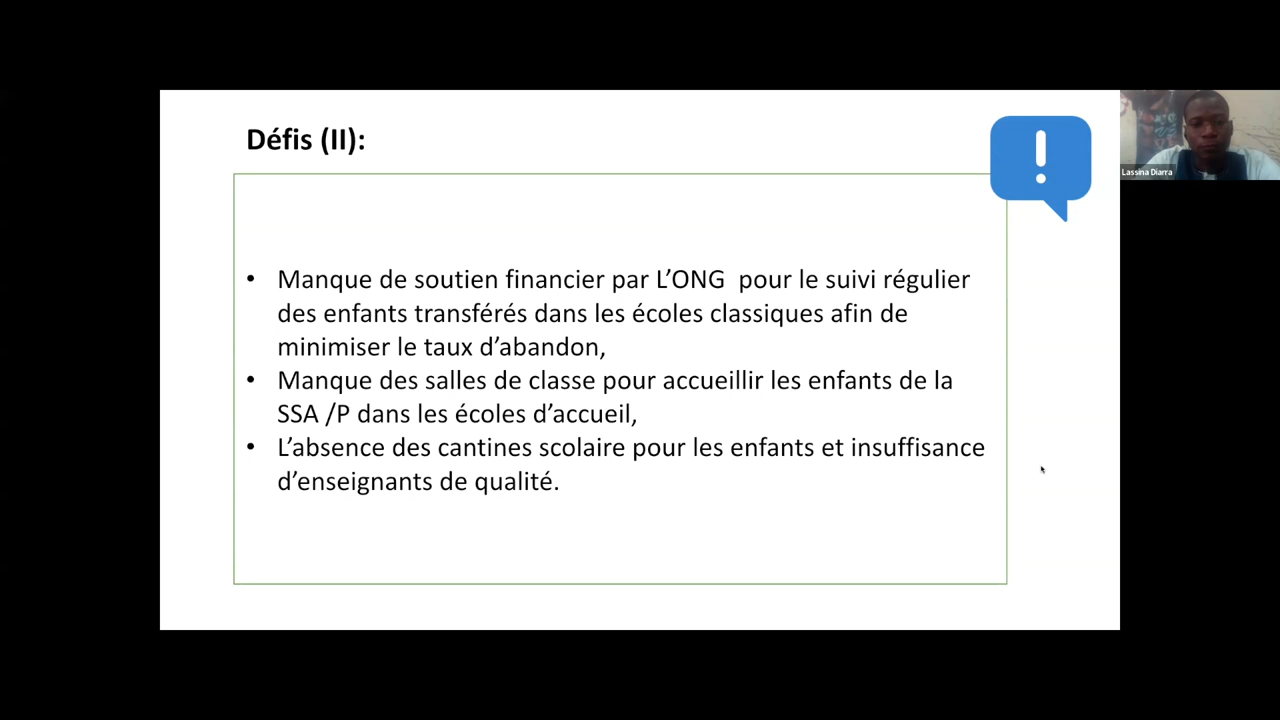 Défis (II):
Lassina Diarra
• Manque de soutien financier par L’ONG pour le suivi régulier
des enfants transférés dans les écoles classiques afin de
minimiser le taux d’abandon,
• Manque des salles de classe pour accueillir les enfants de la
SSA /P dans les écoles d’accueil,
• L’absence des cantines scolaire pour les enfants et insuffisance
d’enseignants de qualité.